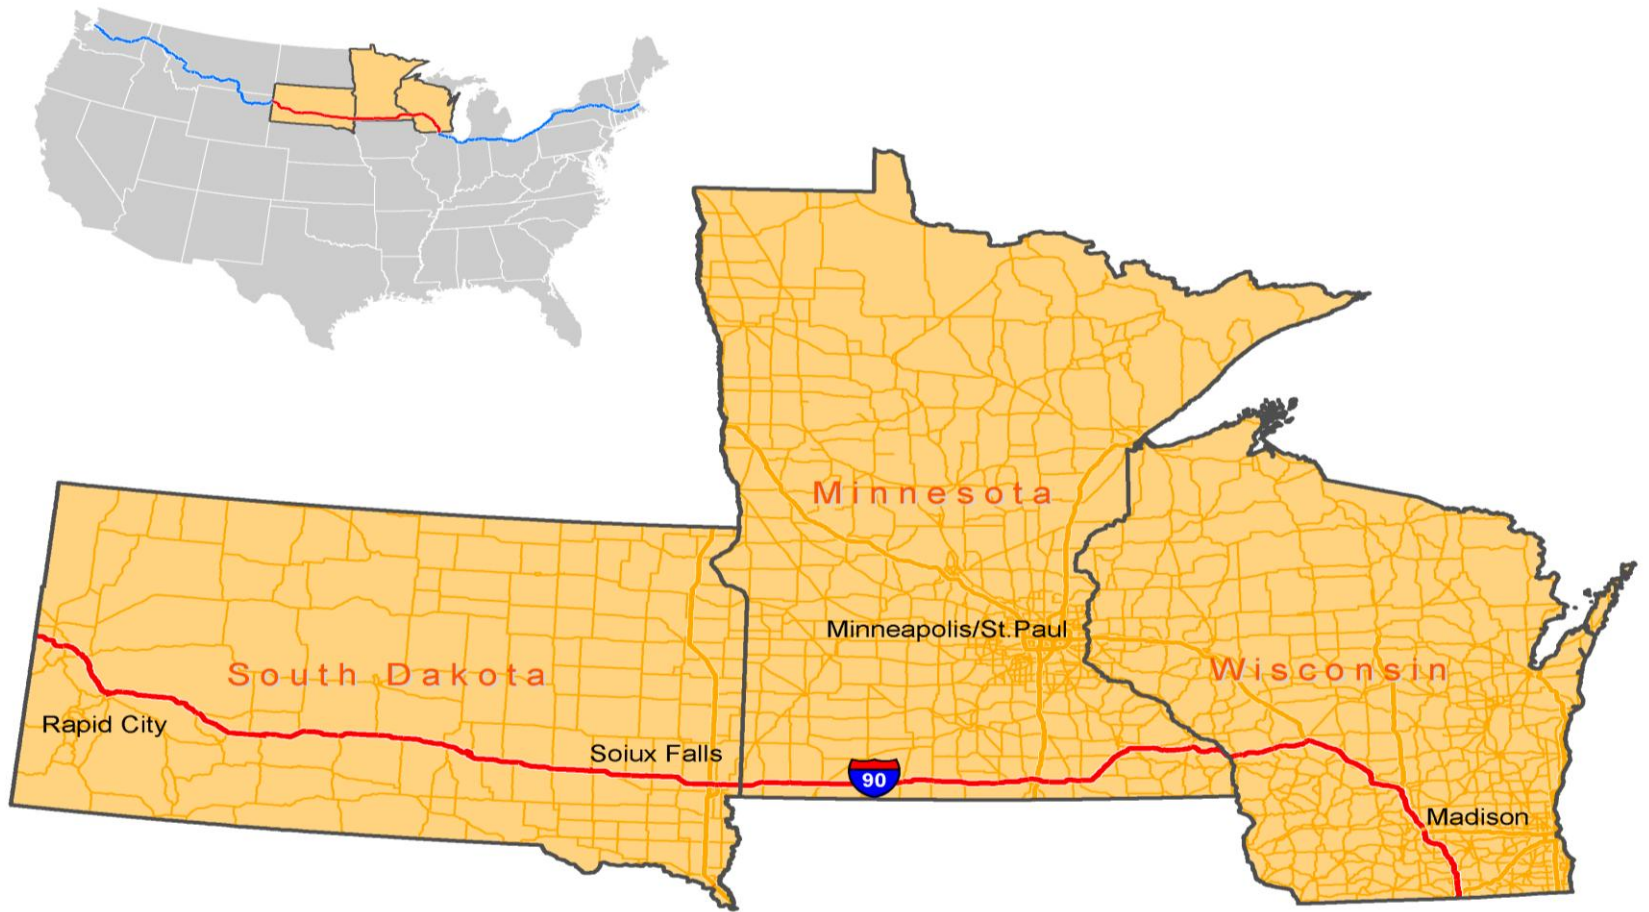 Minnesota
Minneapolis/St.Paul
Wisconsin
South Dakota
Rapid City
Soiux Falls
90
Madison